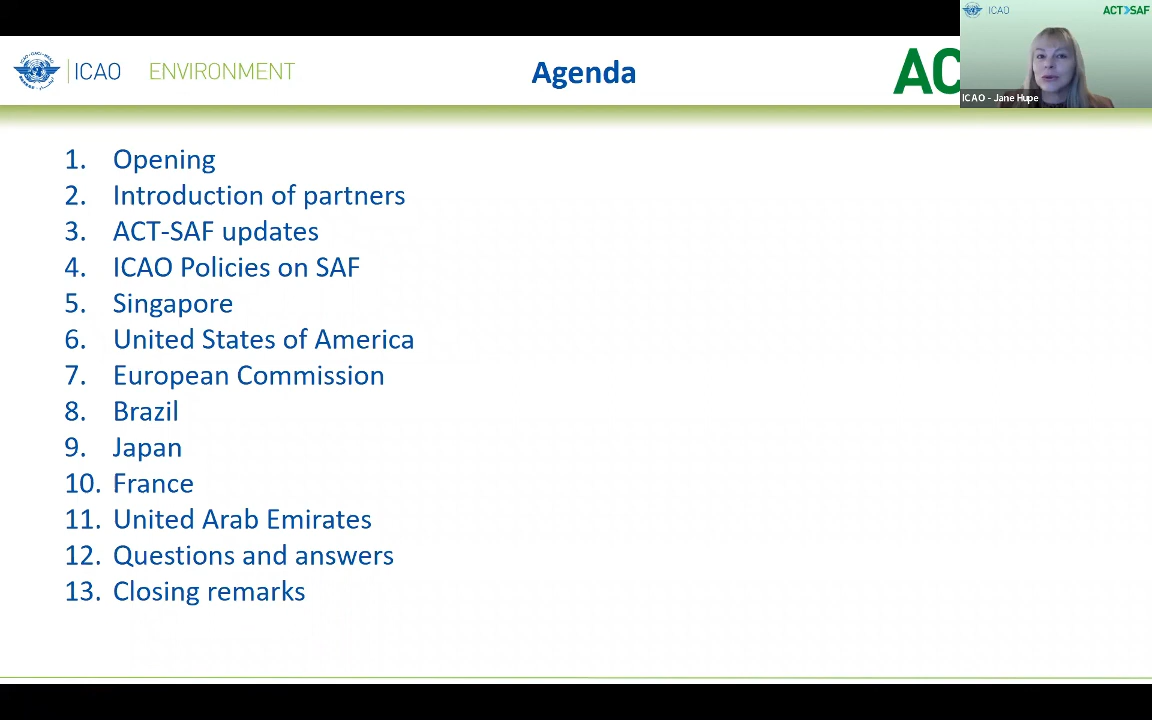 ICAO ENVIRONMENT
Agenda
AC
ICAO
ACT SAF
ICAO - Jane Hupe
1. Opening
2. Introduction of partners
3. ACT-SAF updates
4. ICAO Policies on SAF
5. Singapore
6. United States of America
7. European Commission
8. Brazil
9. Japan
10. France
11. United Arab Emirates
12. Questions and answers
13. Closing remarks